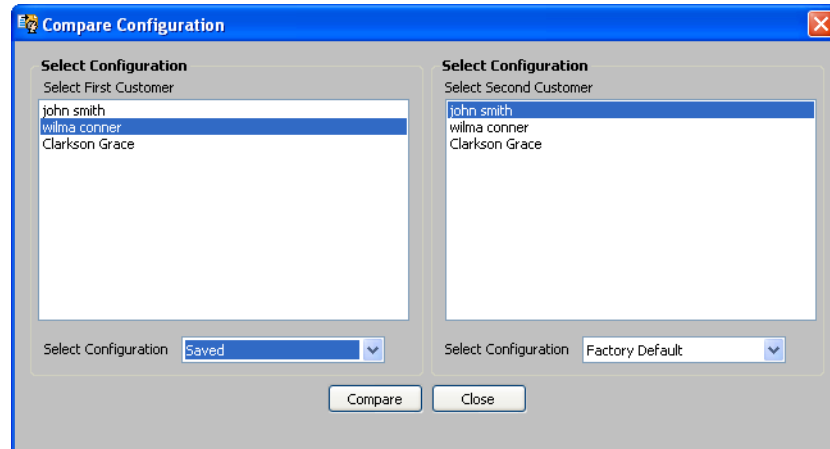 Compare Configuration
Select Configuration
Select First Customer
john smith
wilma conner
Clarkson Grace
Select Configuration Saved
Select Configuration
Select Second Customer
john smith
wilma conner
Clarkson Grace
Select Configuration Factory Default
Compare Close